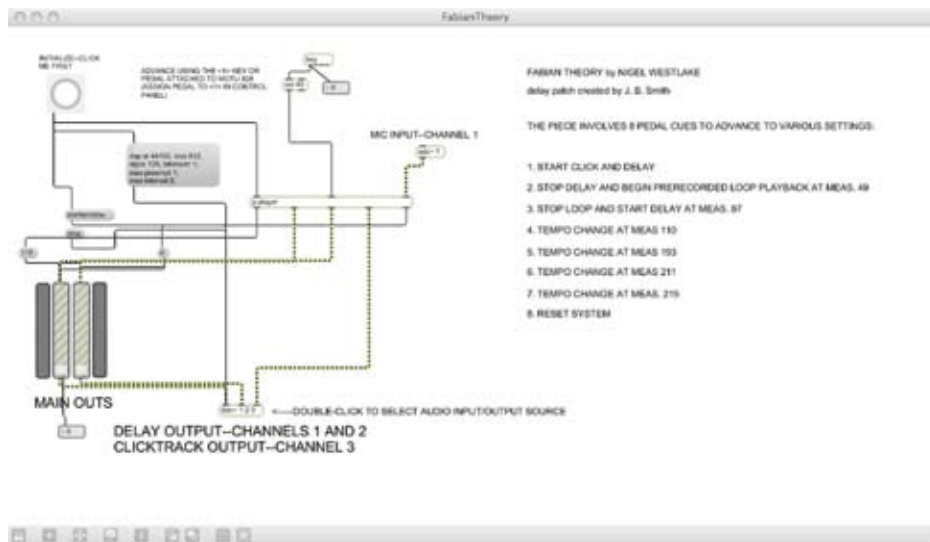 FabianTheory
INITIALIZE--CLICK
ME FIRST
ADVANCE USING THE KEY OR
PEDAL ATTACHED TO MOTU 828
(ASSIGN PEDAL TO IN CONTROL
PANEL)
key
MIC INPUT--CHANNEL 1
MAIN OUTS
<----DOUBLE-CLICK TO SELECT AUDIO INPUT/OUTPUT SOURCE
DELAY OUTPUT--CHANNELS 1 AND 2
CLICKTRACK OUTPUT--CHANNEL 3
FABIAN THEORY by NIGEL WESTLAKE
delay patch created by J. B. Smith
THE PIECE INVOLVES 8 PEDAL CUES TO ADVANCE TO VARIOUS SETTINGS:
1. START CLICK AND DELAY
2. STOP DELAY AND BEGIN PRERECORDED LOOP PLAYBACK AT MEAS. 49
3. STOP LOOP AND START DELAY AT MEAS. 87
4. TEMPO CHANGE AT MEAS 110
5. TEMPO CHANGE AT MEAS 193
6. TEMPO CHANGE AT MEAS 211
7. TEMPO CHANGE AT MEAS. 215
8. RESET SYSTEM